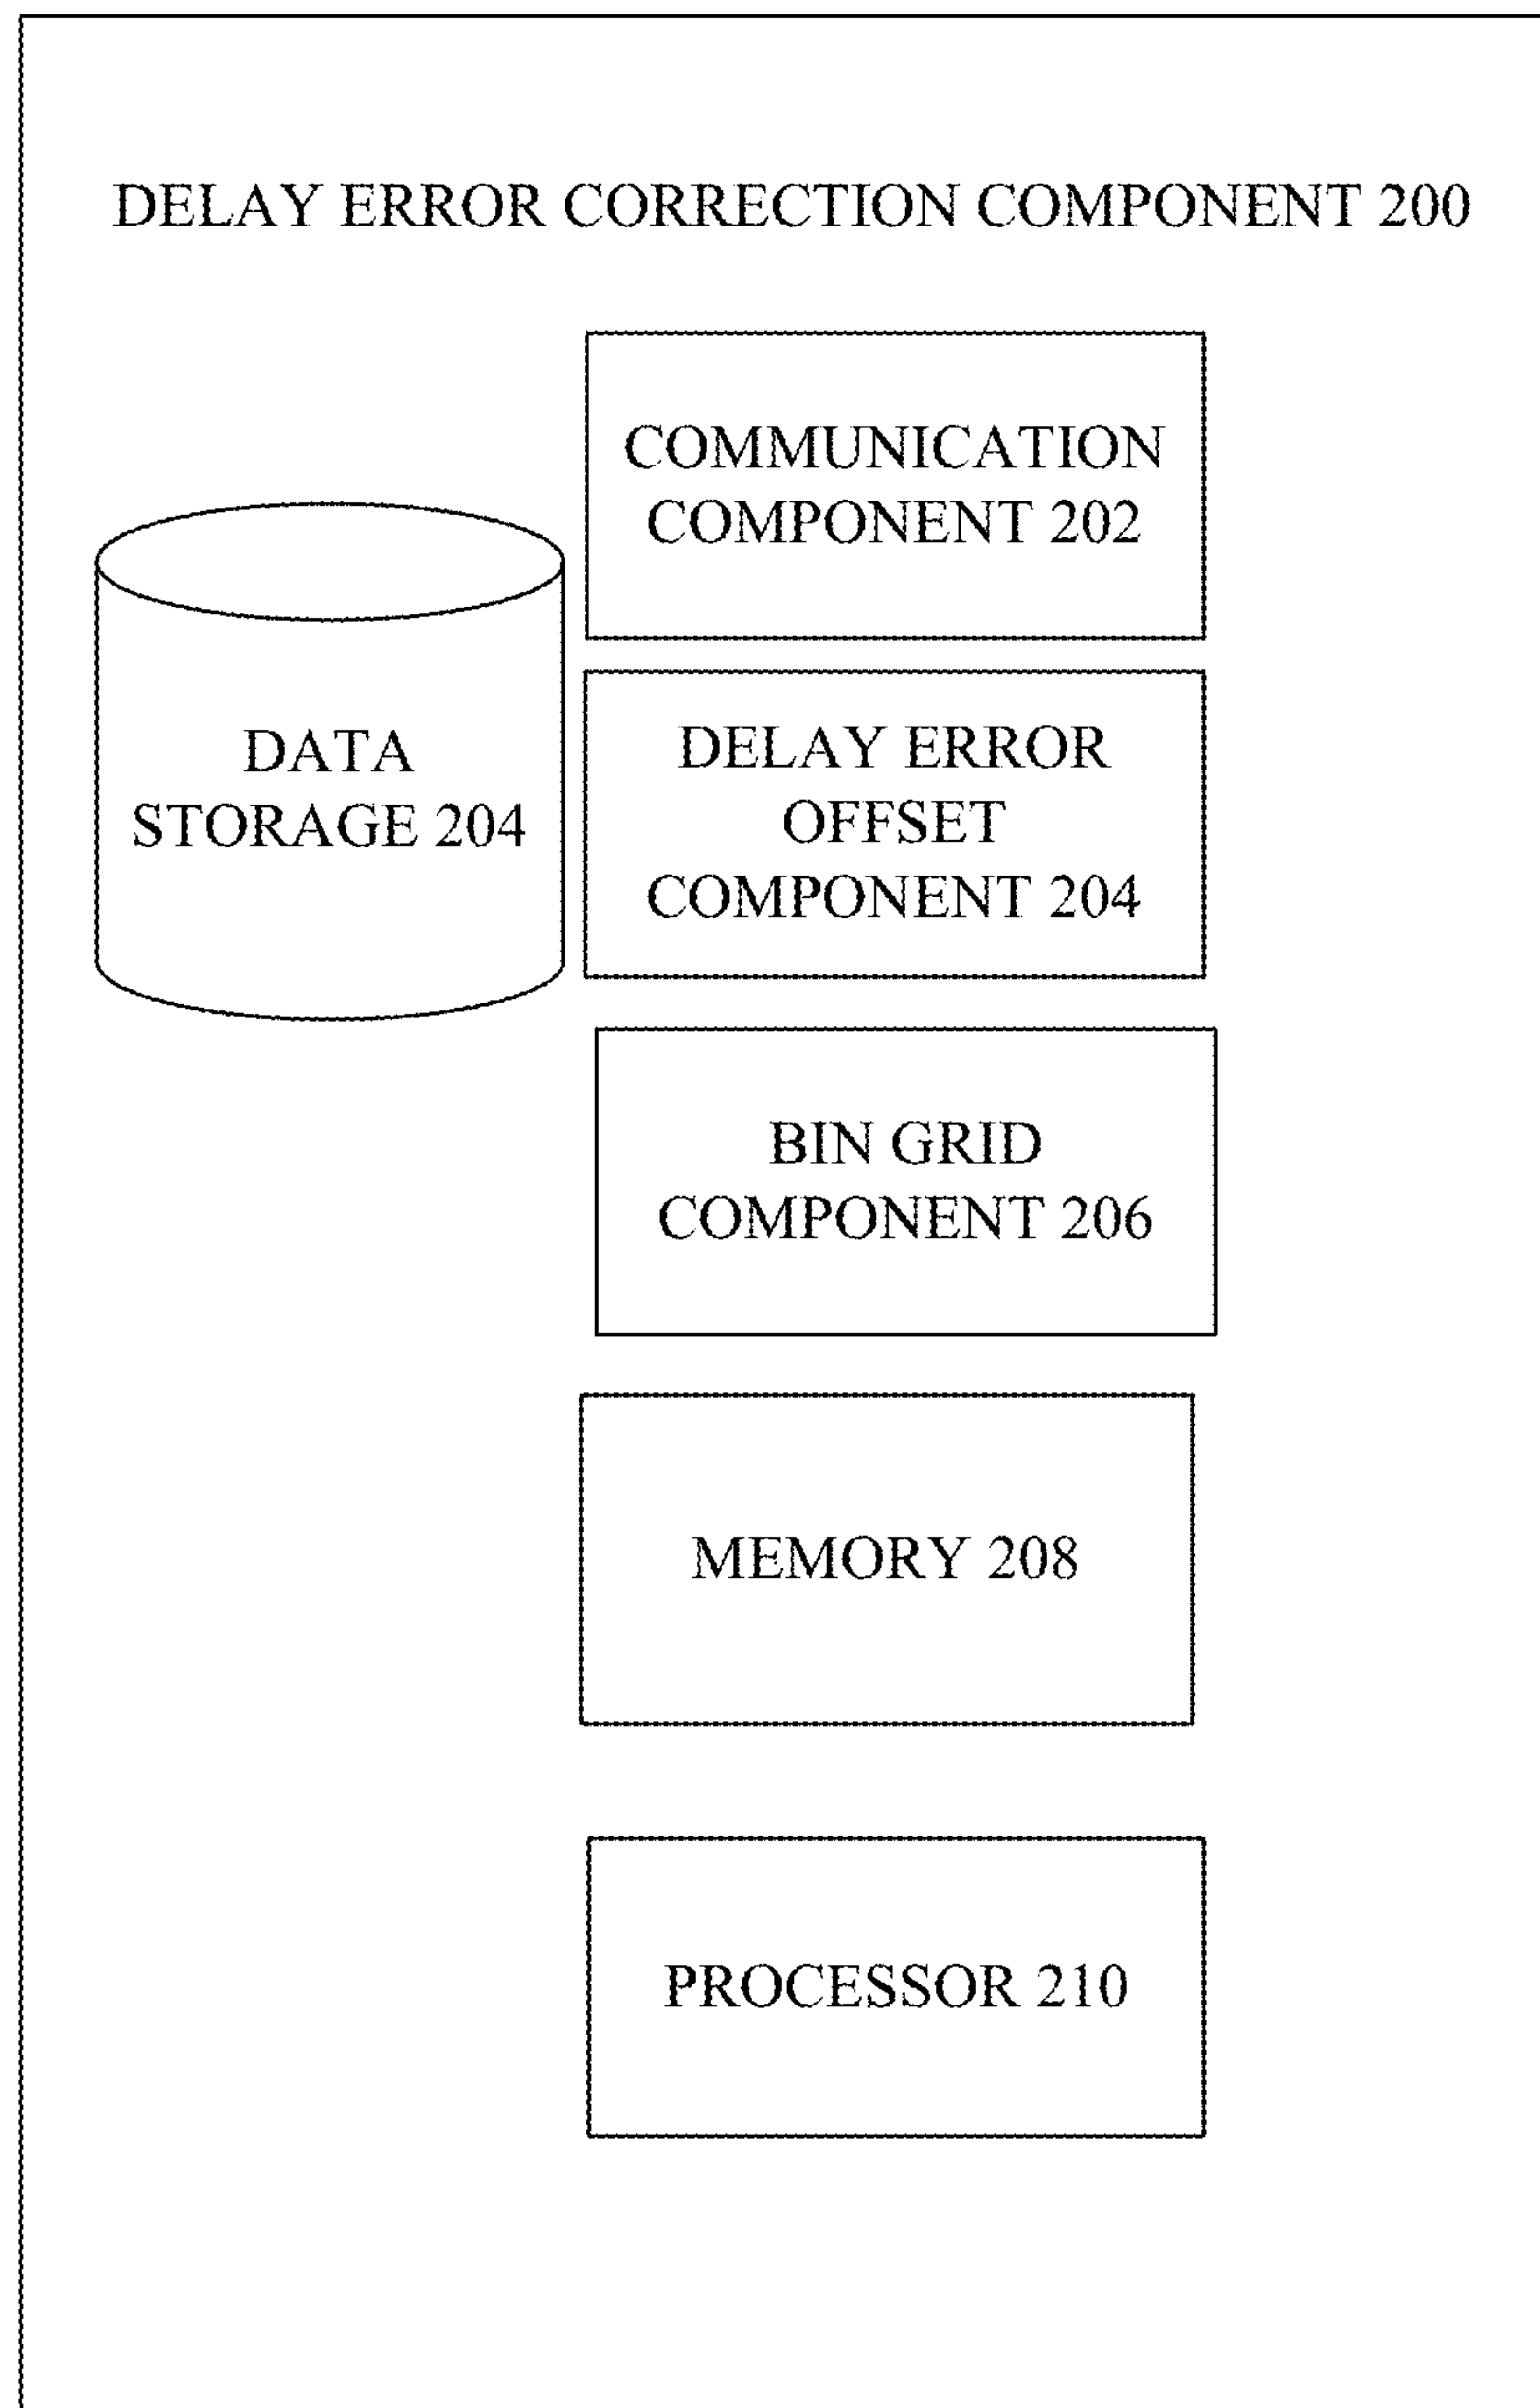 DELAY ERROR CORRECTION COMPONENT 200
COMMUNICATION
COMPONENT 202
DATA
STORAGE 204
DELAY ERROR
OFFSET
COMPONENT 204
BIN GRID
COMPONENT 206
MEMORY 208
PROCESSOR 210